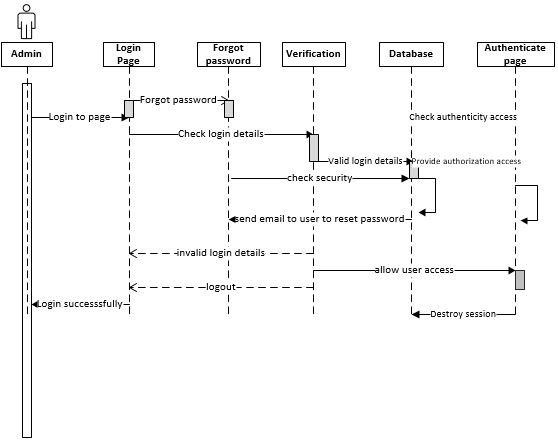 Admin
Login
Page
Forgot
password
Verification
Database
Authenticate
page
Forgot password
Login to page
Check authenticity access
Check login details
Valid login details
Provide authorization access
check security
send email to user to reset password
invalid login details
allow user access
logout
Login successsfully
Destroy session